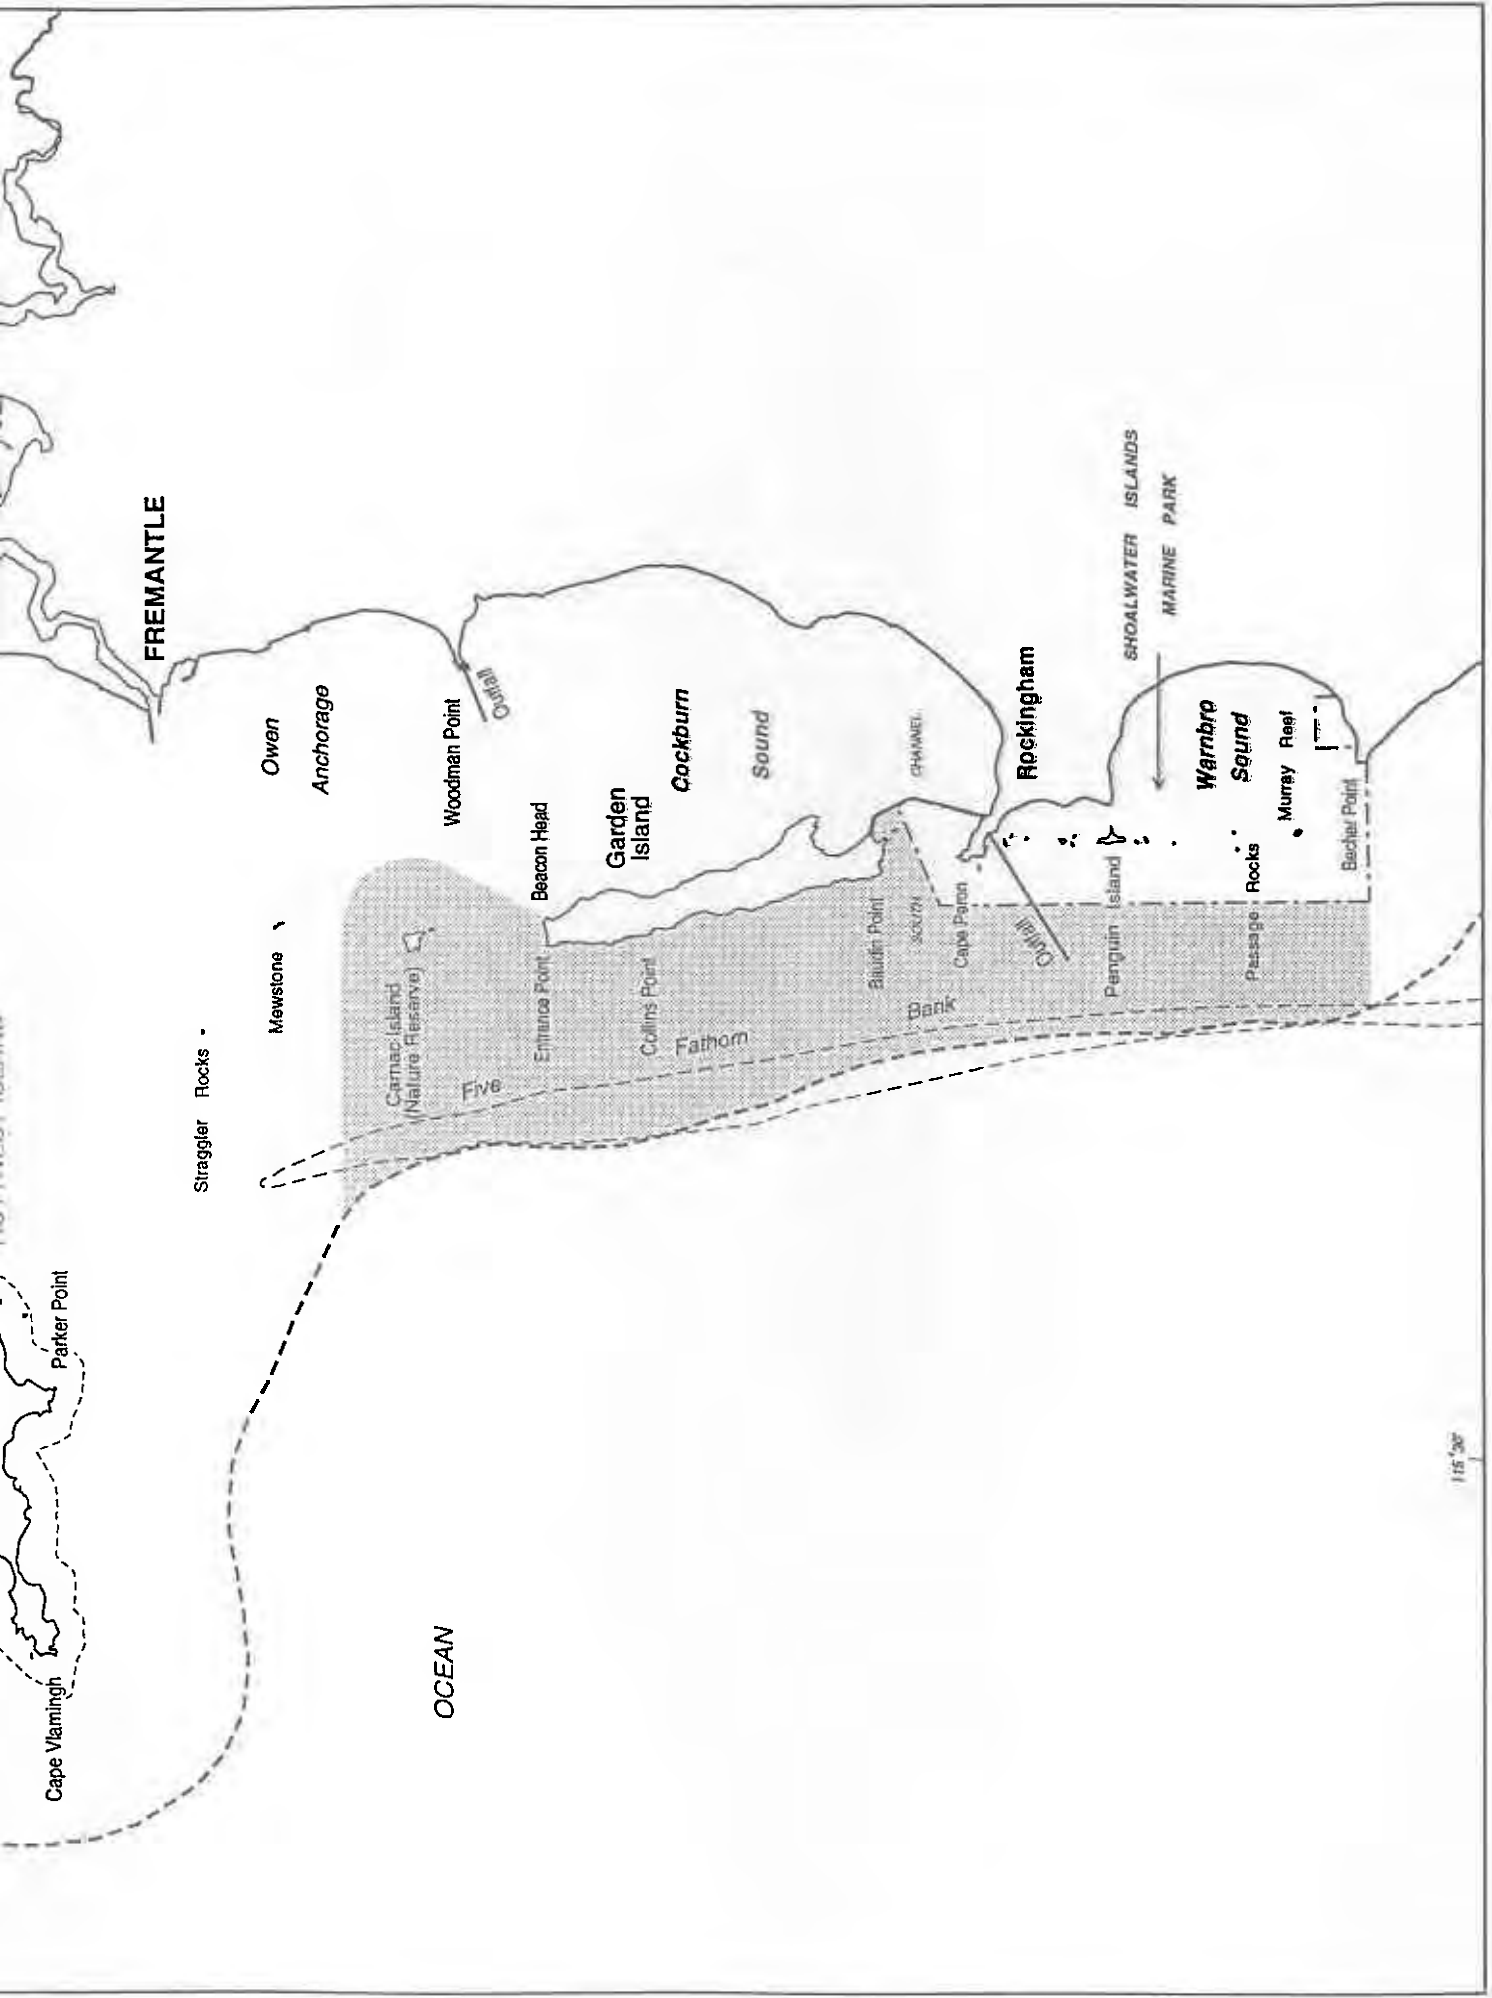 FREMANTLE
Owen
Anchorage
Straggler Rocks
Mewstone
Parker Point
Cape Vlamingh
Carnac Island
(Nature Reserve)
Woodman Point
Outfall
Beacon Head
Entrance Point
Garden
Island
Collins Point
Cockburn
Sound
Five Fathom Bank
OCEAN
Baudin Point
SOUTH CHANNEL
Cape Peron
Rockingham
Outfall
Penguin Island
SHOALWATER ISLANDS
MARINE PARK
Warnbro
Sound
Passage Rocks
Murray Reef
Becher Point
115°30'